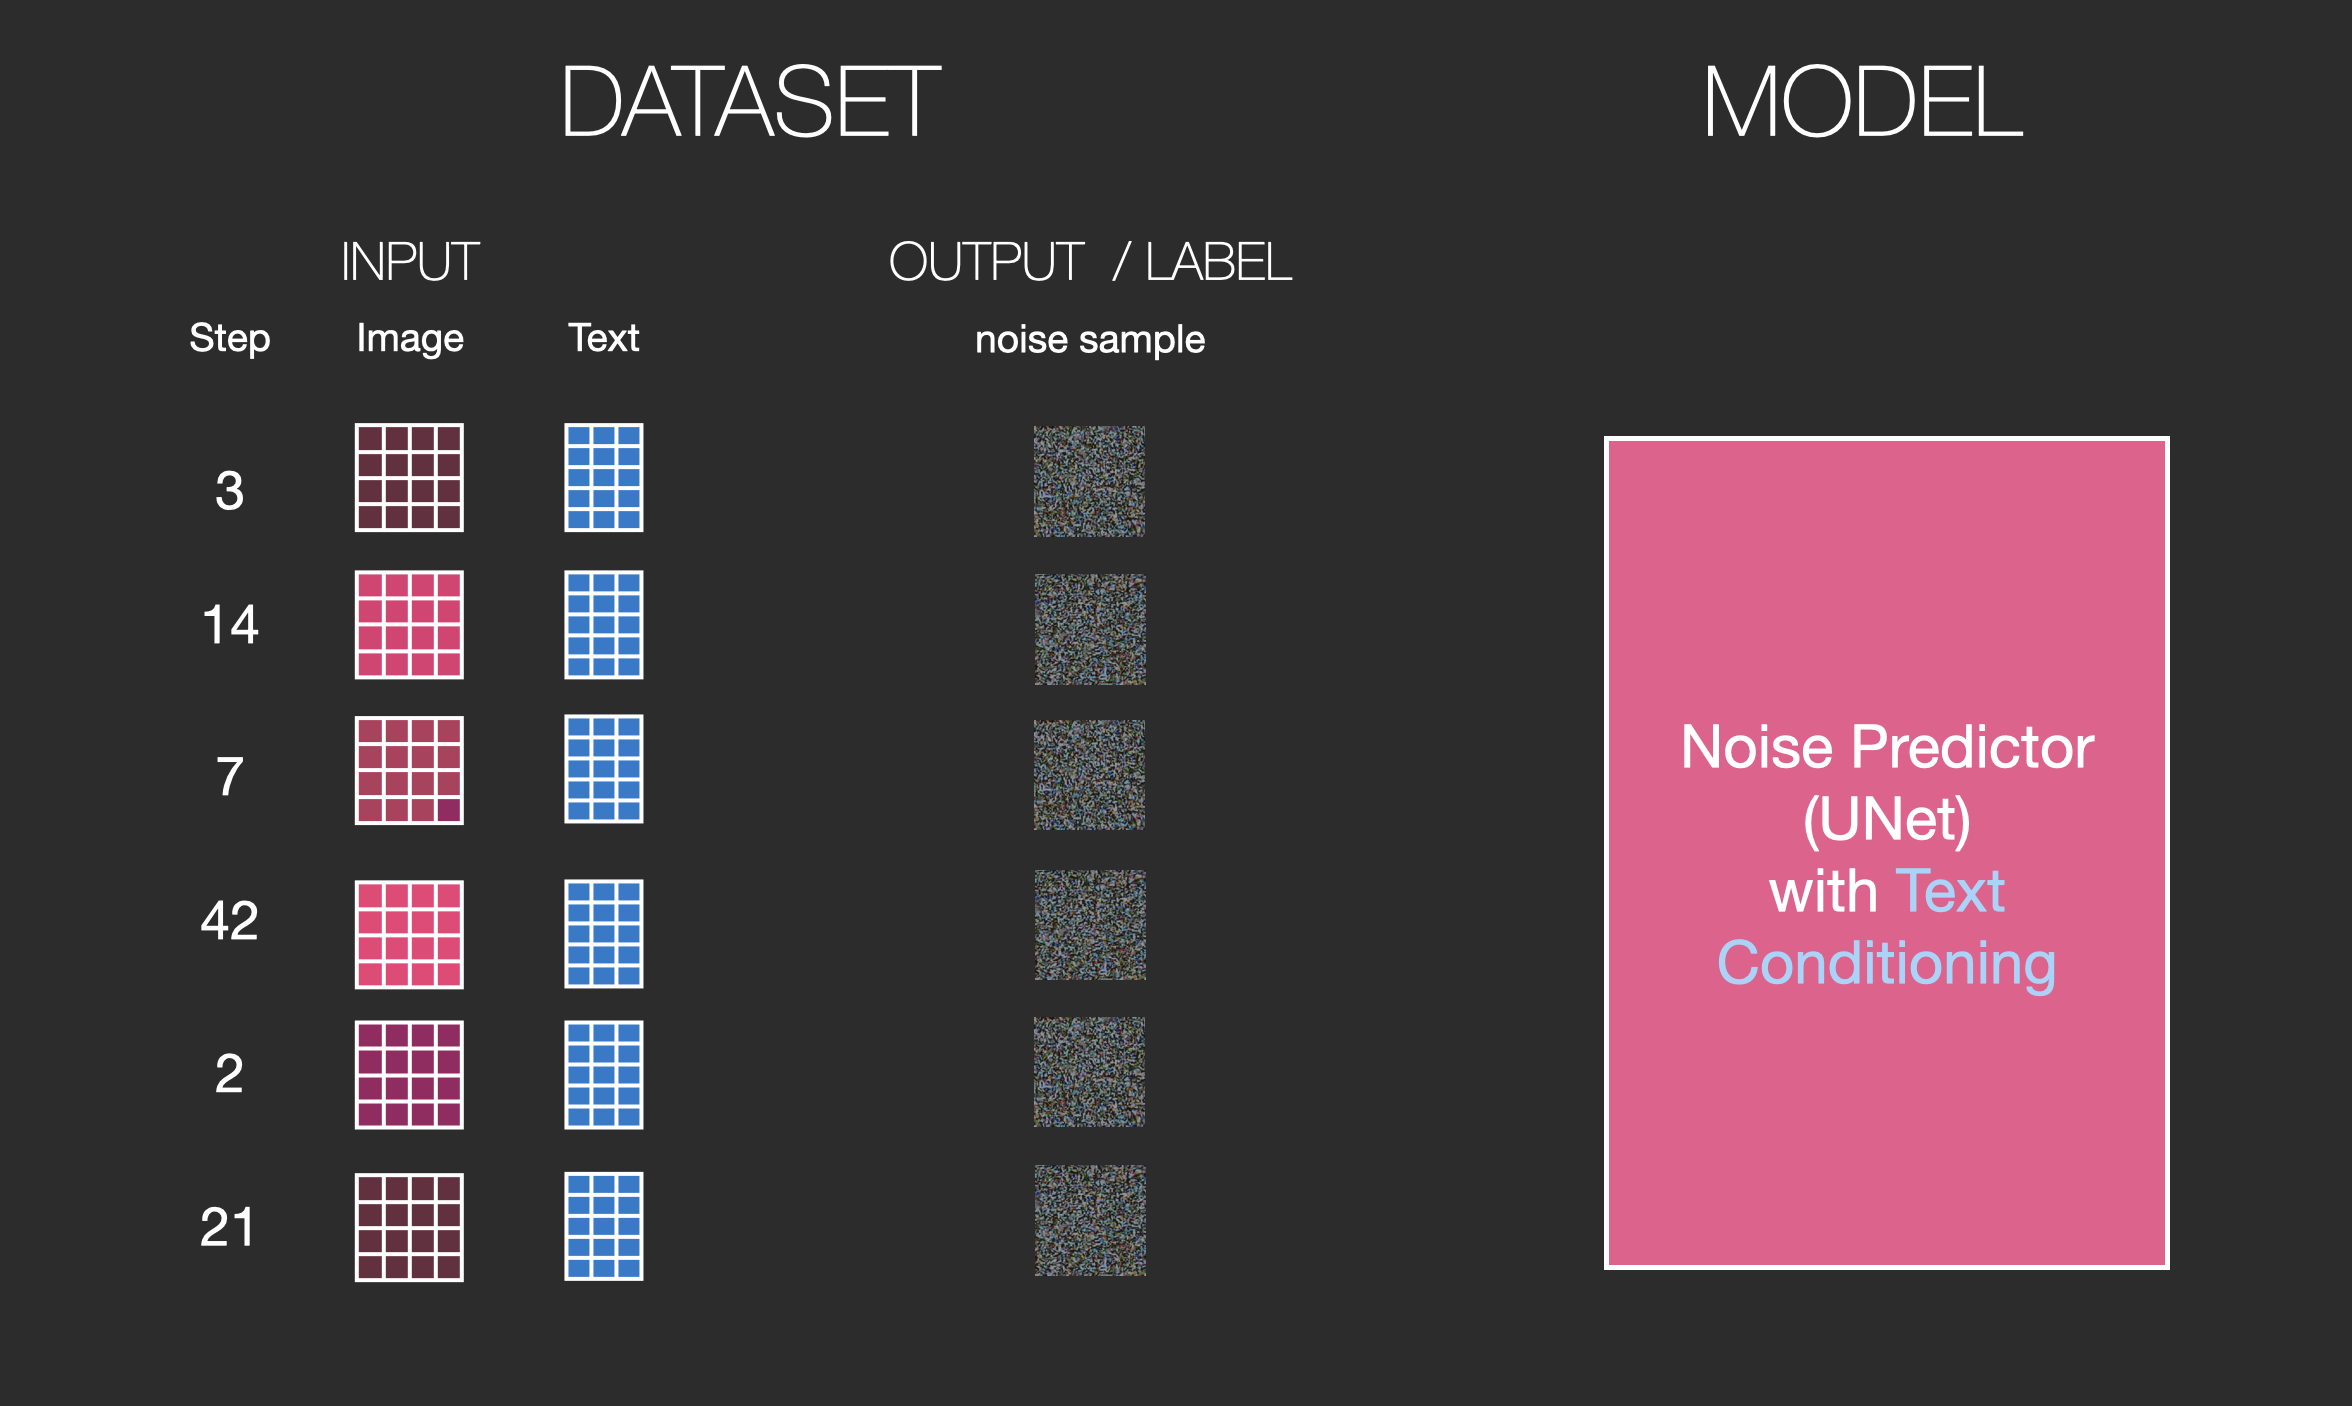 DATASET
MODEL
INPUT
OUTPUT / LABEL
Step Image Text
noise sample
3
14
7
42
2
21
Noise Predictor
(UNet)
with Text
Conditioning